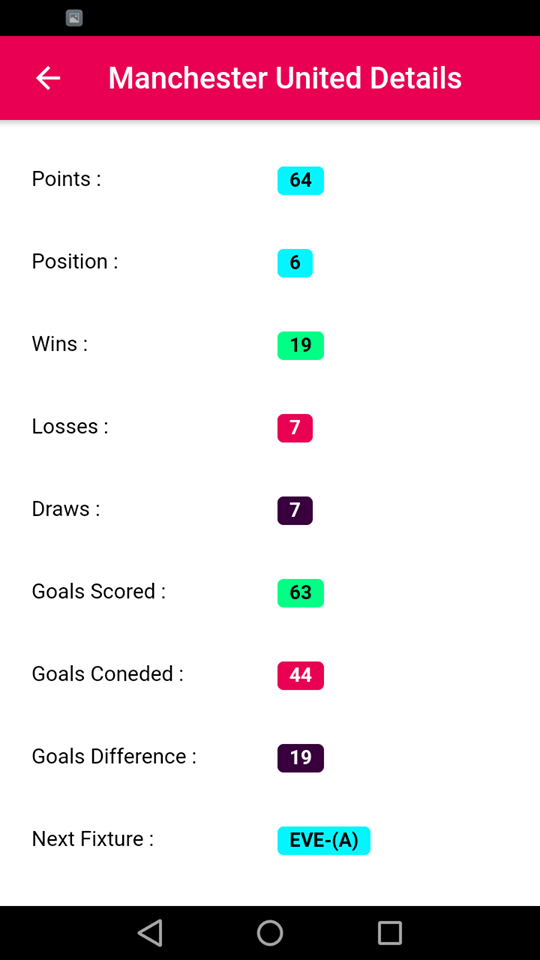 Manchester United Details
Points : 64
Position : 6
Wins : 19
Losses : 7
Draws : 7
Goals Scored : 63
Goals Coneded : 44
Goals Difference : 19
Next Fixture : EVE-(A)